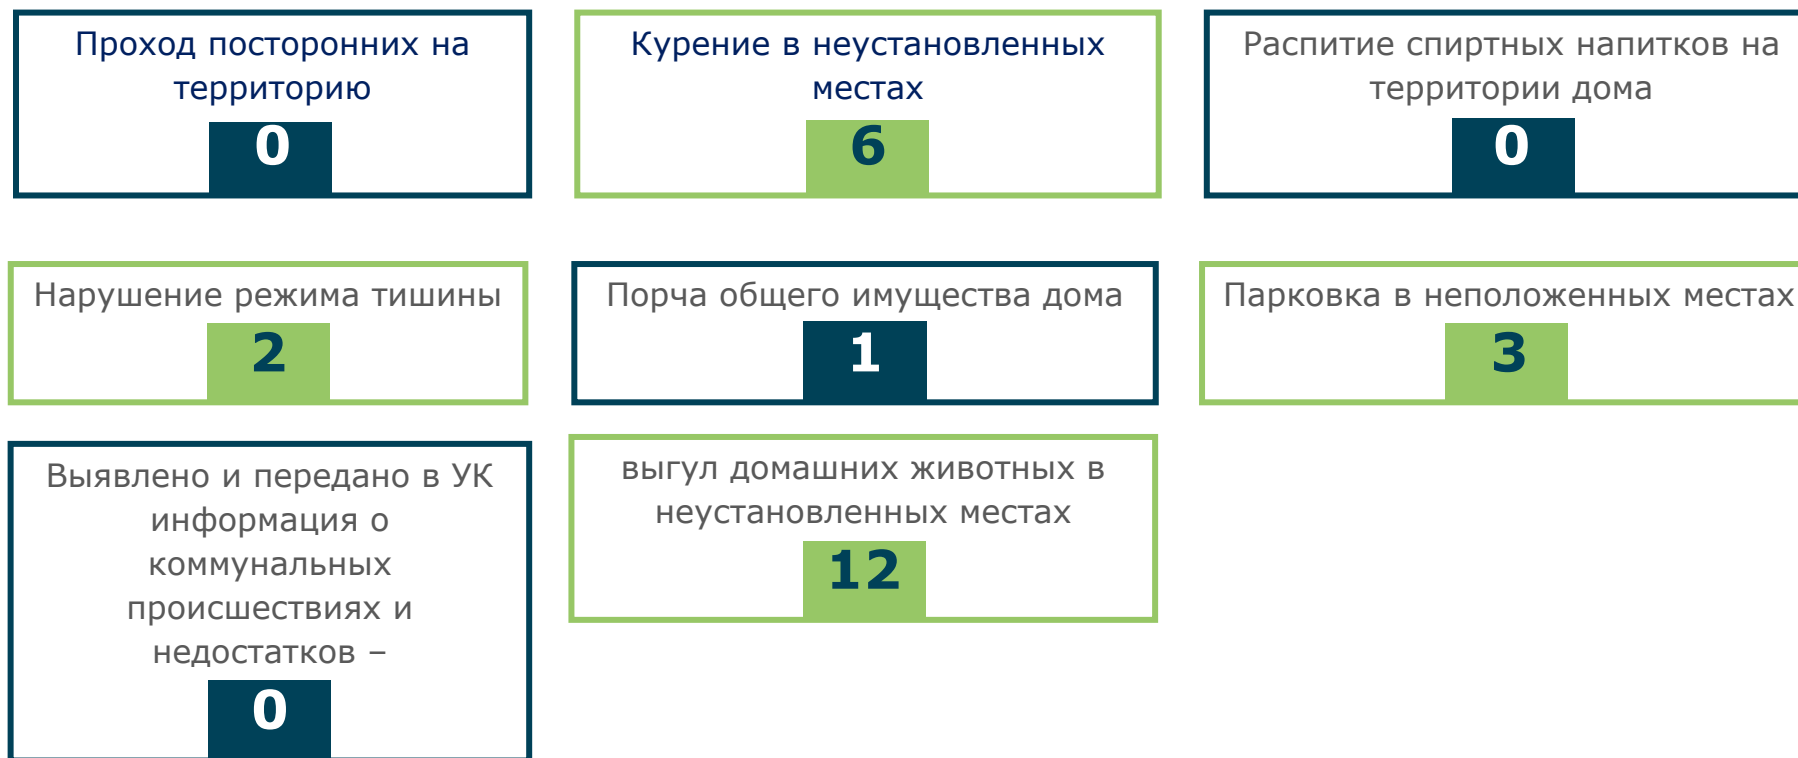 Проход посторонних на
территорию
0
Курение в неустановленных
местах
6
Распитие спиртных напитков на
территории дома
0
Нарушение режима тишины
2
Порча общего имущества дома
1
Парковка в неположенных местах
3
Выявлено и передано в УК
информация о
коммунальных
происшествиях и
недостатков –
0
выгул домашних животных в
неустановленных местах
12